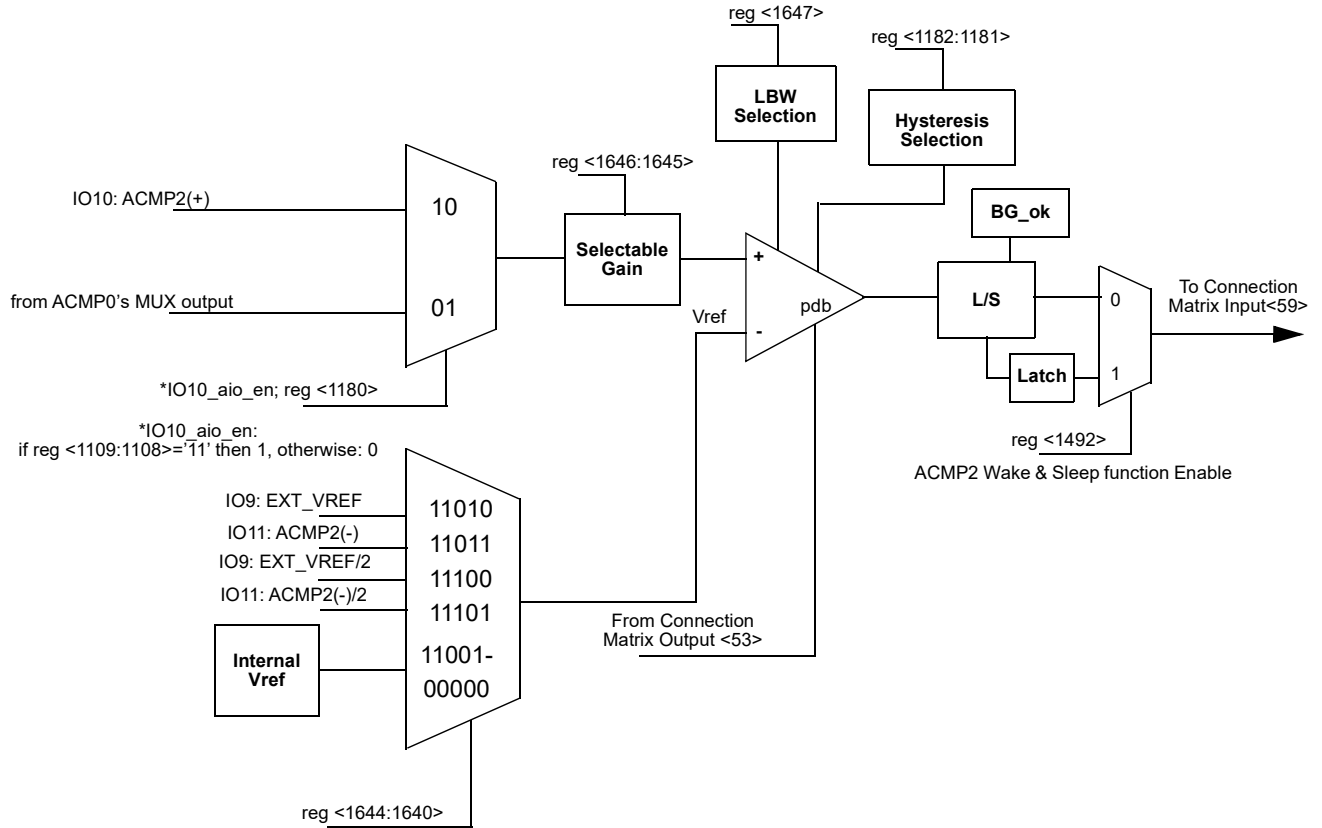 reg <1647>
reg <1182:1181>
LBW
Selection
Hysteresis
Selection
reg <1646:1645>
IO10: ACMP2(+)
10
BG_ok
Selectable
Gain
+
from ACMP0's MUX output
01
Vref
-
pdb
L/S
0
To Connection
Matrix Input<59>
Latch
1
*IO10_aio_en; reg <1180>
*IO10_aio_en:
if reg <1109:1108>='11' then 1, otherwise: 0
reg <1492>
ACMP2 Wake & Sleep function Enable
IO9: EXT_VREF
11010
IO11: ACMP2(-)
11011
IO9: EXT_VREF/2
11100
IO11: ACMP2(-)/2
11101
From Connection
Matrix Output <53>
Internal
Vref
11001-
00000
reg <1644:1640>